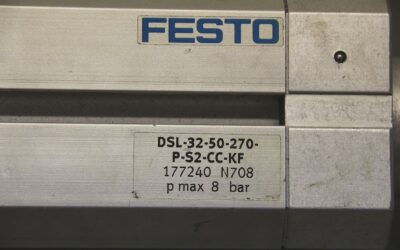 FESTO
DSL-32-50-270-
P-S2-CC-KF
177240 N708
p max 8 bar